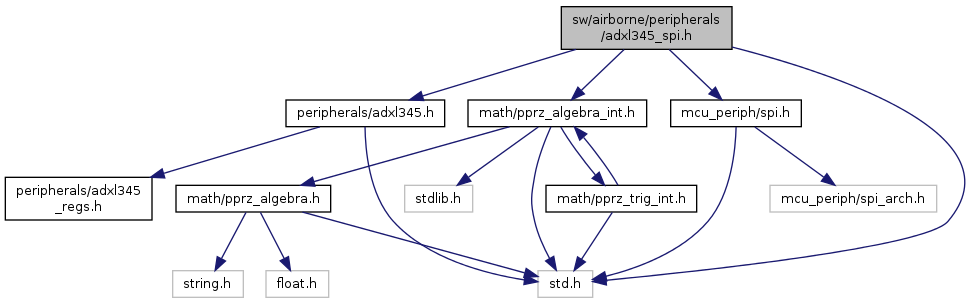 sw/airborne/peripherals
/adxl345_spi.h
peripherals/adxl345.h
math/pprz_algebra_int.h
mcu_periph/spi.h
peripherals/adxl345
_regs.h
math/pprz_algebra.h
stdlib.h
math/pprz_trig_int.h
mcu_periph/spi_arch.h
string.h
float.h
std.h